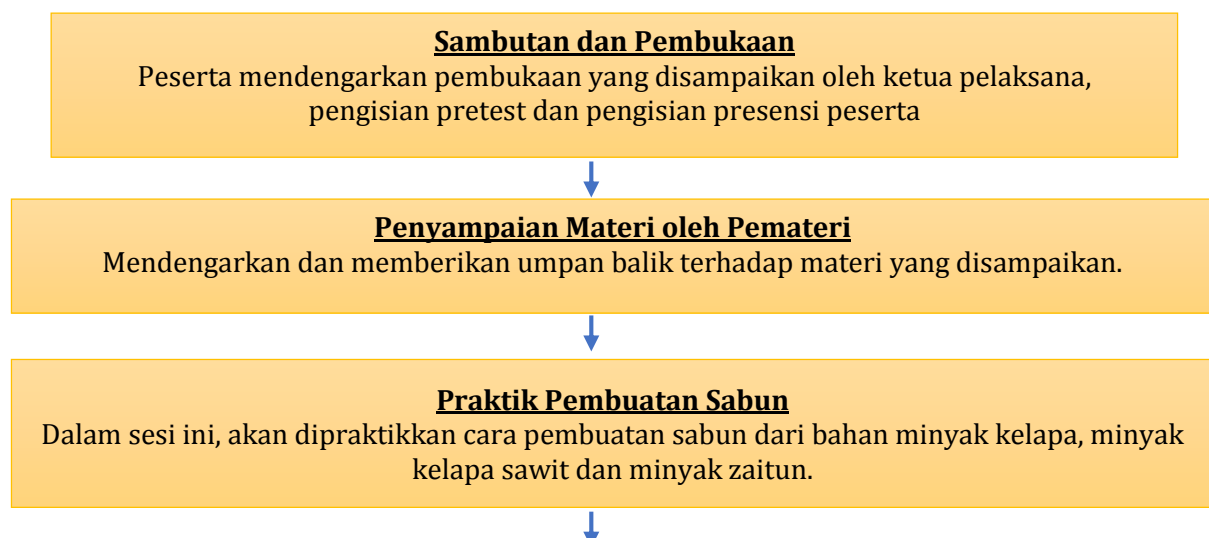 Sambutan dan Pembukaan
Peserta mendengarkan pembukaan yang disampaikan oleh ketua pelaksana,
pengisian pretest dan pengisian presensi peserta
Penyampaian Materi oleh Pemateri
Mendengarkan dan memberikan umpan balik terhadap materi yang disampaikan.
Praktik Pembuatan Sabun
Dalam sesi ini, akan dipraktikkan cara pembuatan sabun dari bahan minyak kelapa, minyak
kelapa sawit dan minyak zaitun.